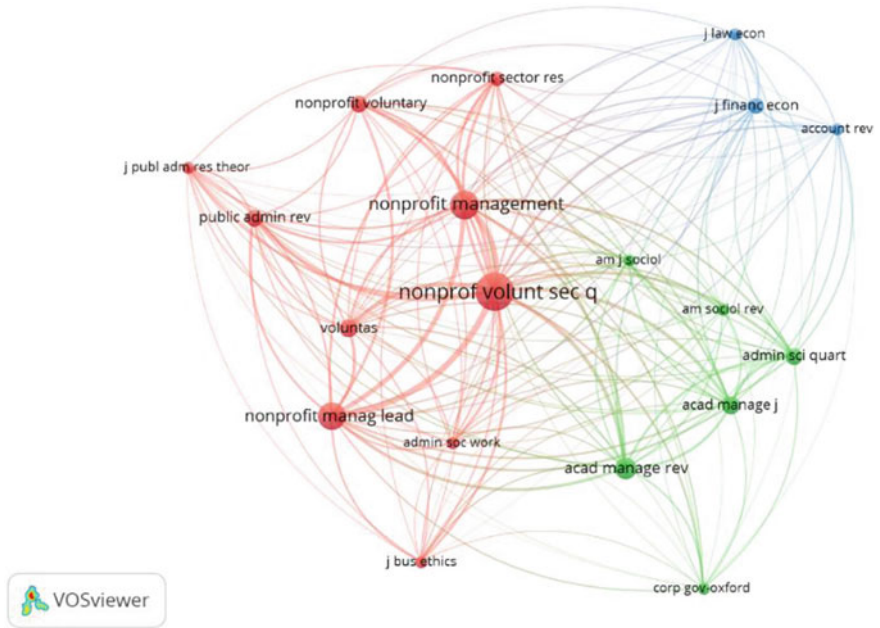 j law econ
nonprofit sector res
nonprofit voluntary
j financ econ
account rev
j publ adm res theor
nonprofit management
public admin rev
am j sociol
nonprof volunt sec q
am sociol rev
voluntas
admin sci quart
acad manage j
nonprofit manag lead
admin soc work
acad manage rev
j bus ethics
corp gov-oxford
VOSviewer